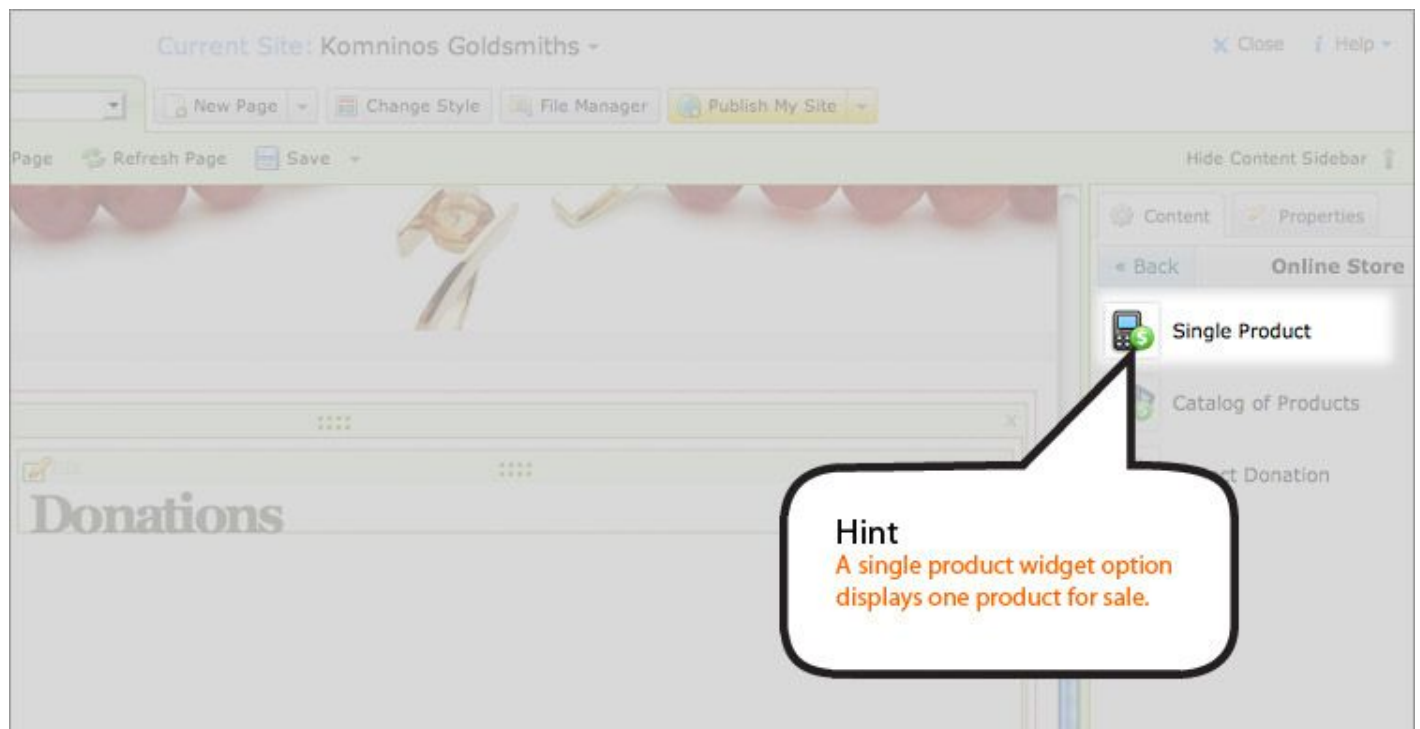 Current Site: Komninos Goldsmiths
Close Help
New Page Change Style File Manager Publish My Site
Page Refresh Page Save Hide Content Sidebar
Content Properties
« Back Online Store
Single Product
Catalog of Products
Donation
Donations
Hint
A single product widget option
displays one product for sale.